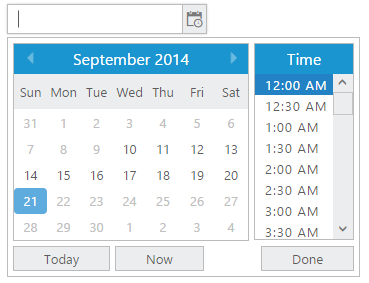 September 2014
Sun Mon Tue Wed Thu Fri Sat
31 1 2 3 4 5 6
7 8 9 10 11 12 13
14 15 16 17 18 19 20
21 22 23 24 25 26 27
28 29 30 1 2 3 4
Time
12:00 AM
12:30 AM
1:00 AM
1:30 AM
2:00 AM
2:30 AM
3:00 AM
3:30 AM
Today Now Done